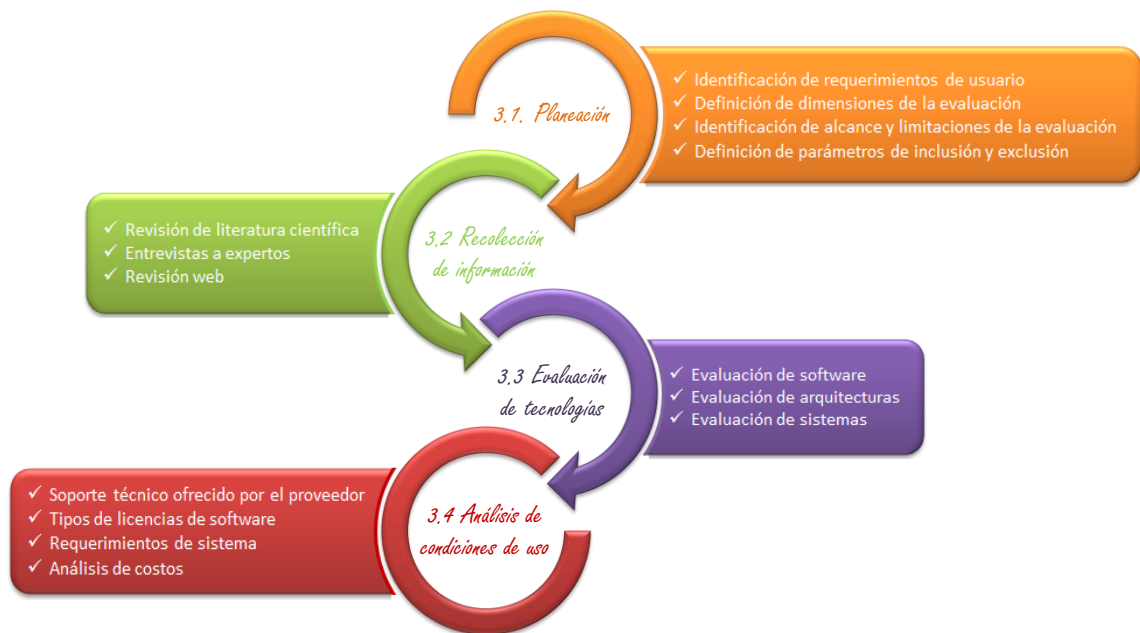 3.1. Planeación
✓ Identificación de requerimientos de usuario
✓ Definición de dimensiones de la evaluación
✓ Identificación de alcance y limitaciones de la evaluación
✓ Definición de parámetros de inclusión y exclusión
✓ Revisión de literatura científica
✓ Entrevistas a expertos
✓ Revisión web
3.2 Recolección
de información
3.3 Evaluación
de tecnologías
✓ Evaluación de software
✓ Evaluación de arquitecturas
✓ Evaluación de sistemas
✓ Soporte técnico ofrecido por el proveedor
✓ Tipos de licencias de software
✓ Requerimientos de sistema
✓ Análisis de costos
3.4 Análisis de
condiciones de uso